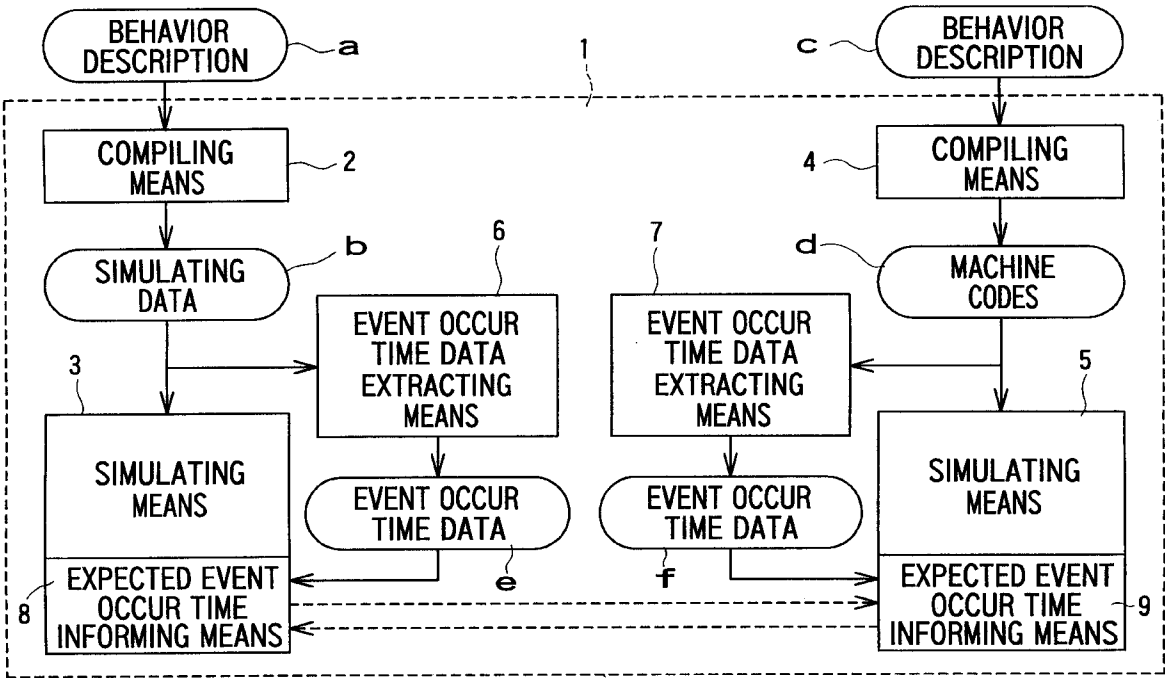 BEHAVIOR
DESCRIPTION
a
1
c
BEHAVIOR
DESCRIPTION
COMPILING
MEANS
2
4
COMPILING
MEANS
SIMULATING
DATA
b
6
7
d
MACHINE
CODES
EVENT OCCUR
TIME DATA
EXTRACTING
MEANS
EVENT OCCUR
TIME DATA
EXTRACTING
MEANS
3
5
SIMULATING
MEANS
EVENT OCCUR
TIME DATA
e
EVENT OCCUR
TIME DATA
f
SIMULATING
MEANS
8
EXPECTED EVENT
OCCUR TIME
INFORMING MEANS
EXPECTED EVENT
OCCUR TIME
INFORMING MEANS
9